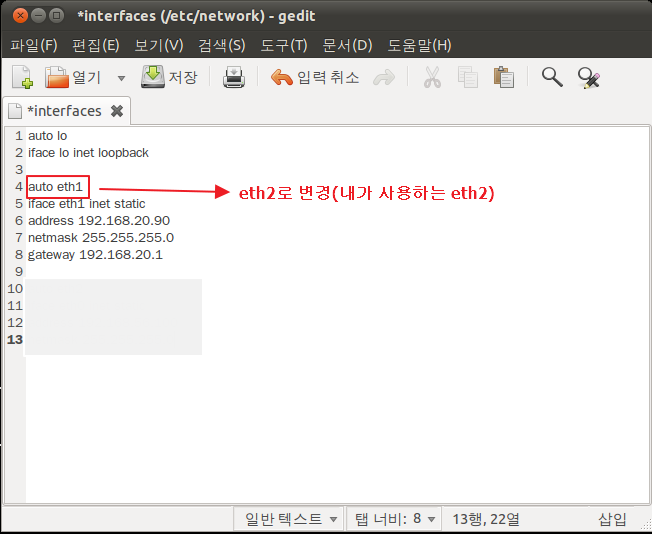 *interfaces (/etc/network) - gedit
파일(F) 편집(E) 보기(V) 검색(S) 도구(T) 문서(D) 도움말(H)
열기 저장 입력 취소
*interfaces
1 auto lo
2 iface lo inet loopback
3
4 auto eth1
eth2로 변경(내가 사용하는 eth2)
5 iface eth1 inet static
6 address 192.168.20.90
7 netmask 255.255.255.0
8 gateway 192.168.20.1
9
10
11
12
13
일반 텍스트 탭 너비: 8 13행, 22열 삽입